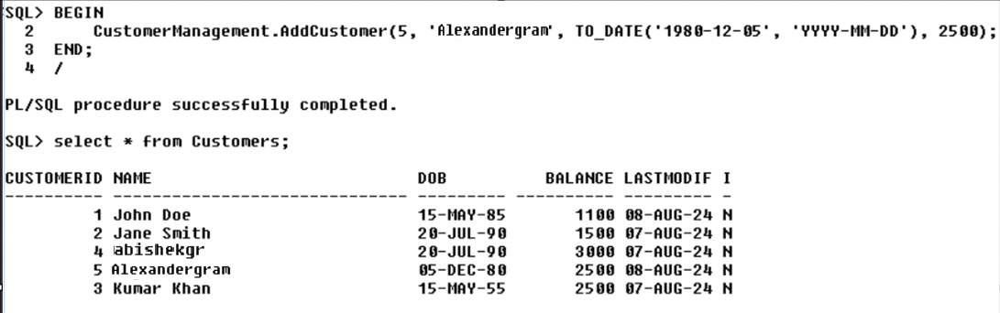 SQL> BEGIN
2 CustomerManagement.AddCustomer(5, 'Alexandergram', TO_DATE('1980-12-05', 'YYYY-MM-DD'), 2500);
3 END;
4 /
PL/SQL procedure successfully completed.
SQL> select * from Customers;
CUSTOMERID NAME DOB BALANCE LASTMODIF I
---------- ------------------------------ --------- ---------- --------- -
1 John Doe 15-MAY-85 1100 08-AUG-24 N
2 Jane Smith 20-JUL-90 1500 07-AUG-24 N
4 abishekgr 20-JUL-90 3000 07-AUG-24 N
5 Alexandergram 05-DEC-80 2500 08-AUG-24 N
3 Kumar Khan 15-MAY-55 2500 07-AUG-24 N